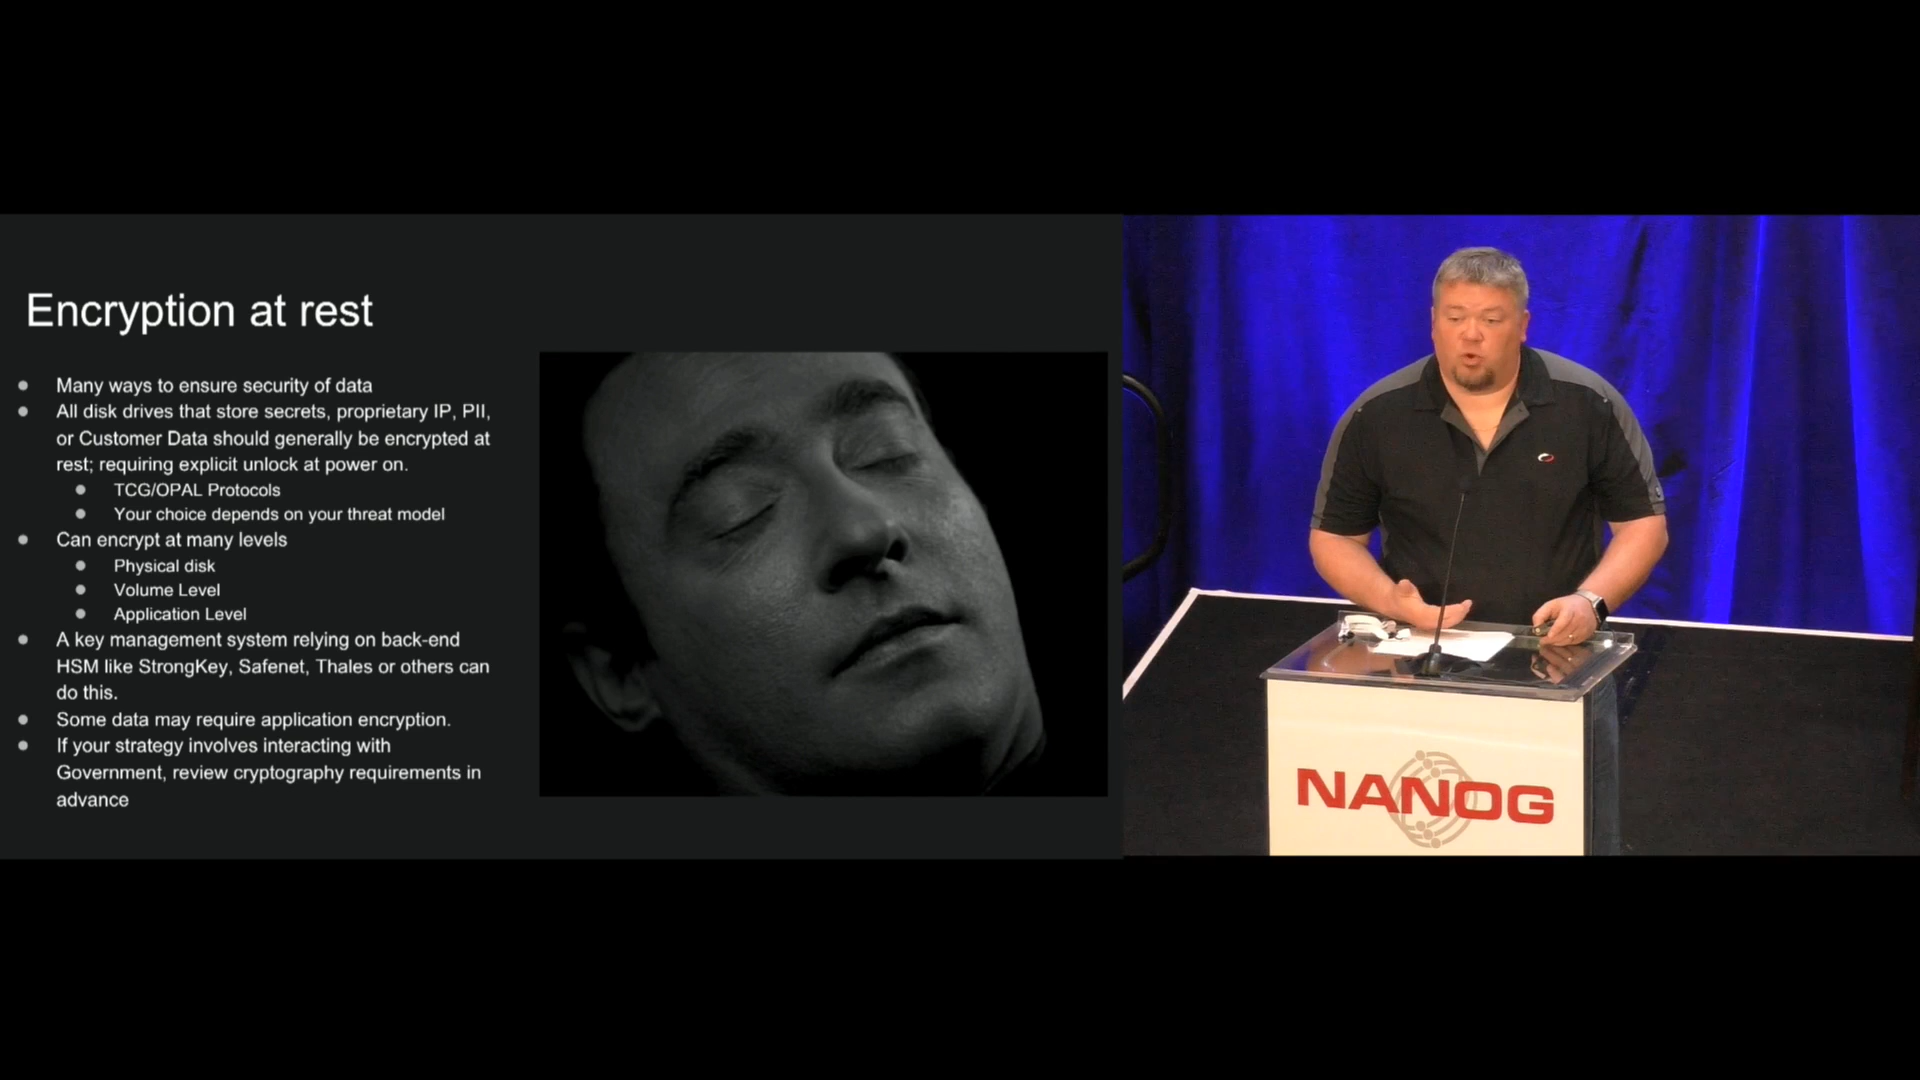 Encryption at rest
Many ways to ensure security of data
All disk drives that store secrets, proprietary IP, PII,
or Customer Data should generally be encrypted at
rest; requiring explicit unlock at power on.
TCG/OPAL Protocols
Your choice depends on your threat model
Can encrypt at many levels
Physical disk
Volume Level
Application Level
A key management system relying on back-end
HSM like StrongKey, Safenet, Thales or others can
do this.
Some data may require application encryption.
If your strategy involves interacting with
Government, review cryptography requirements in
advance
NANOG